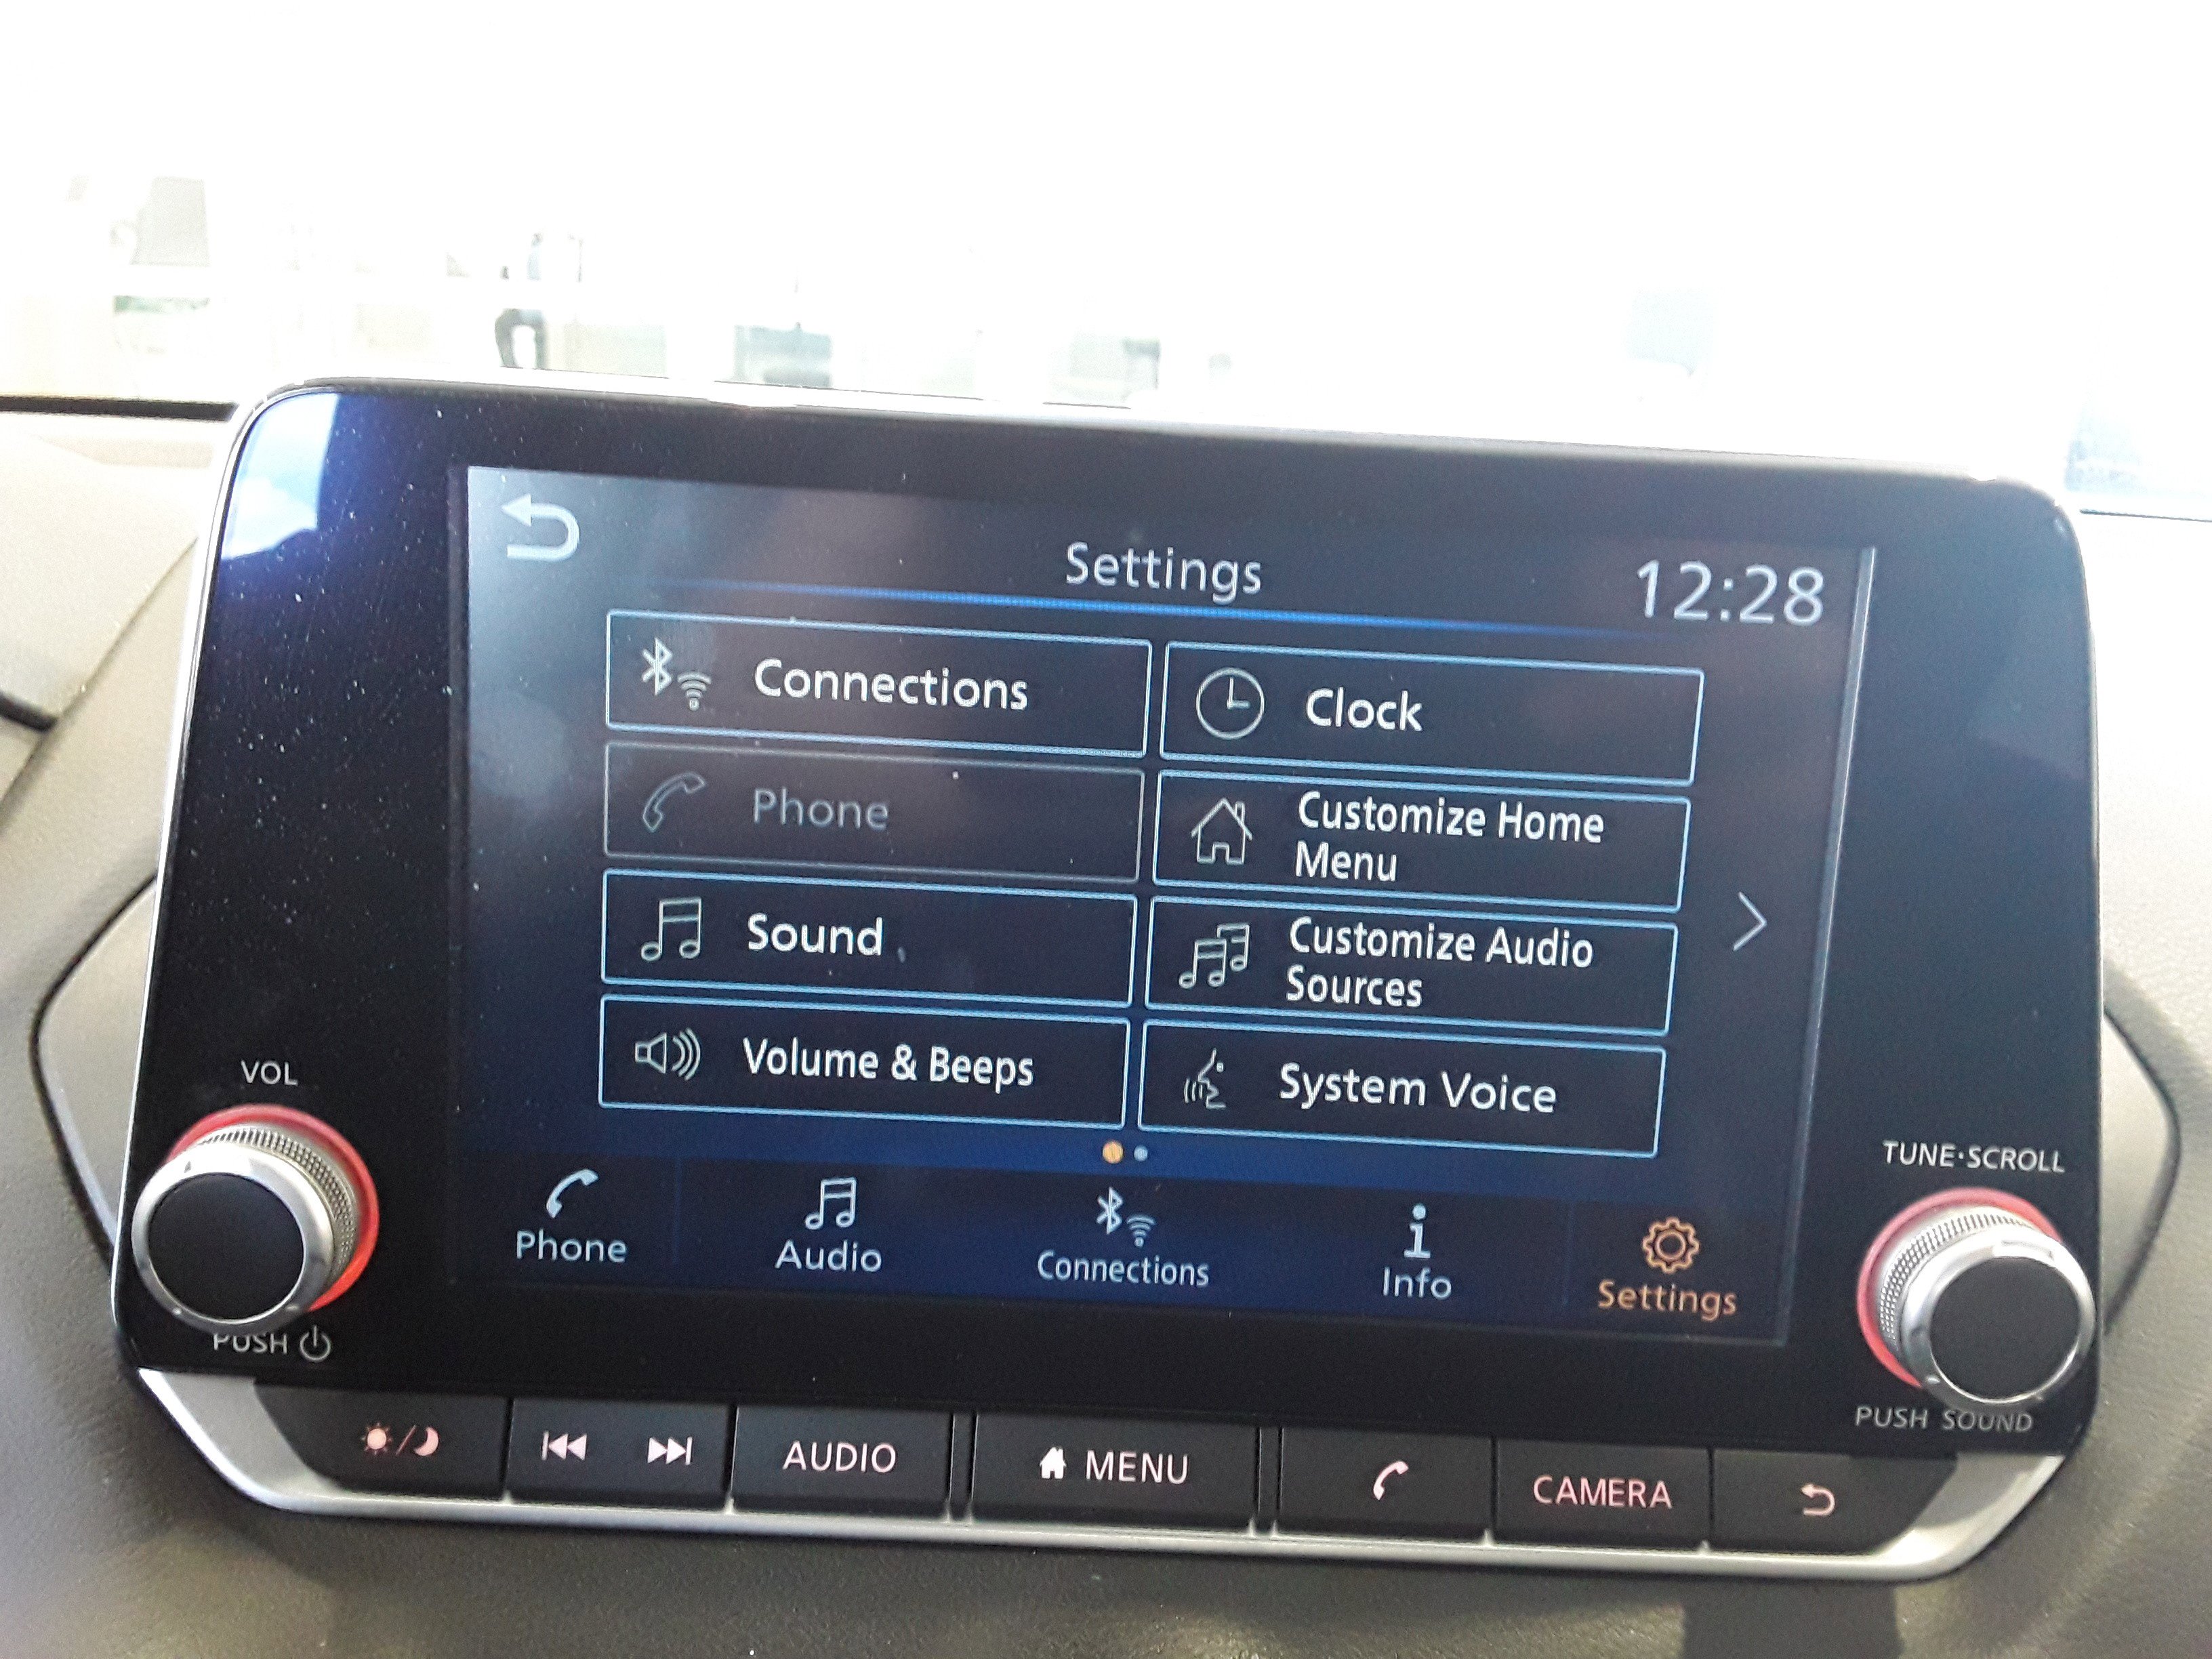 Settings
12:28
Connections
Clock
Phone
Customize Home
Menu
Sound
Customize Audio
Sources
Volume & Beeps
System Voice
VOL
TUNE·SCROLL
Phone
Audio
Connections
Info
Settings
PUSH
PUSH SOUND
AUDIO
MENU
CAMERA